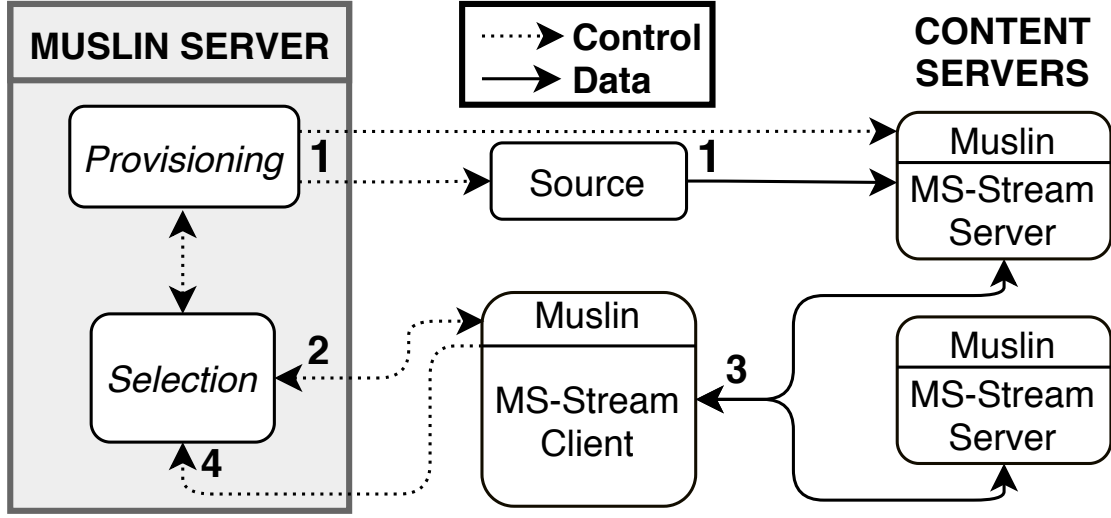 MUSLIN SERVER
Control
Data
CONTENT
SERVERS
Provisioning
1
Source
1
Muslin
MS-Stream
Server
Selection
2
4
Muslin
MS-Stream
Client
3
Muslin
MS-Stream
Server